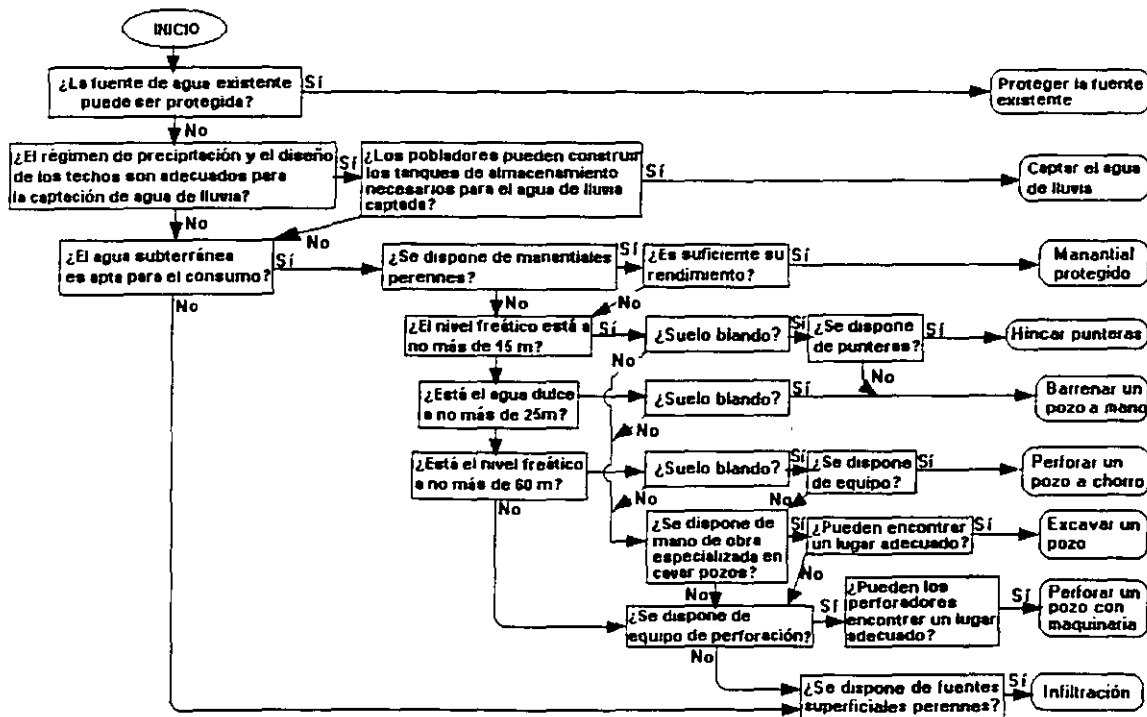 INICIO
¿La fuente de agua existente
puede ser protegida?
Sí
Proteger la fuente
existente
No
¿El régimen de precipitación y el diseño
de los techos son adecuados para
la captación de agua de lluvia?
Sí
¿Los pobladores pueden construir
los tanques de almacenamiento
necesarios para el agua de lluvia
captada?
Sí
Captar el agua
de lluvia
No
No
¿El agua subterránea
es apta para el consumo?
Sí
¿Se dispone de manantiales
perennes?
Sí
¿Es suficiente su
rendimiento?
Sí
Manantial
protegido
No
No
No
¿El nivel freático está a
no más de 15 m?
Sí
¿Suelo blando?
Sí
¿Se dispone
de punteras?
Sí
Hincar punteras
No
No
¿Está el agua dulce
a no más de 25m?
¿Suelo blando?
Sí
Barrenar un
pozo a mano
No
¿Está el nivel freático
a no más de 60 m?
¿Suelo blando?
Sí
¿Se dispone
de equipo?
Sí
Perforar un
pozo a chorro
No
No
No
¿Se dispone de
mano de obra
especializada en
cavar pozos?
Sí
¿Pueden encontrar
un lugar adecuado?
Sí
Excavar un
pozo
No
No
¿Se dispone de
equipo de perforación?
Sí
¿Pueden los
perforadores
encontrar un lugar
adecuado?
Sí
Perforar un
pozo con
maquinaria
No
¿Se dispone de fuentes
superficiales perennes?
Sí
Infiltración